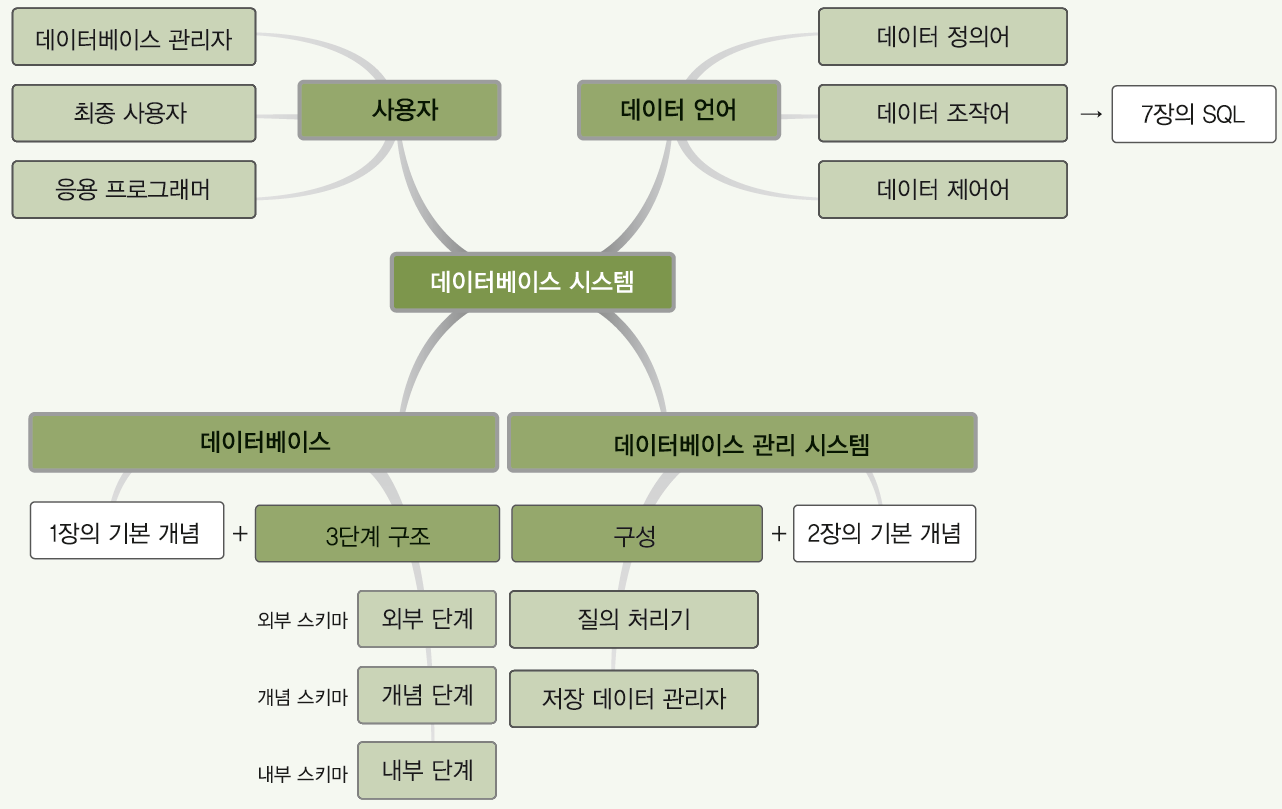 데이터베이스 관리자
최종 사용자
응용 프로그래머
사용자
데이터 언어
데이터 정의어
데이터 조작어
→ 7장의 SQL
데이터 제어어
데이터베이스 시스템
데이터베이스
데이터베이스 관리 시스템
1장의 기본 개념 + 3단계 구조
구성 + 2장의 기본 개념
외부 스키마 외부 단계
개념 스키마 개념 단계
내부 스키마 내부 단계
질의 처리기
저장 데이터 관리자